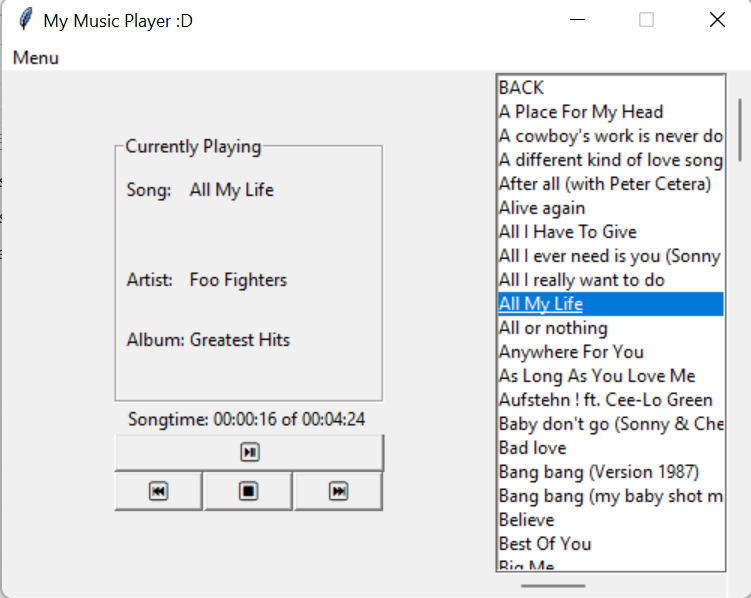 My Music Player :D
Menu
Currently Playing
Song: All My Life
Artist: Foo Fighters
Album: Greatest Hits
Songtime: 00:00:16 of 00:04:24
BACK
A Place For My Head
A cowboy's work is never do
A different kind of love song
After all (with Peter Cetera)
Alive again
All I Have To Give
All I ever need is you (Sonny
All I really want to do
All My Life
All or nothing
Anywhere For You
As Long As You Love Me
Aufstehn ! ft. Cee-Lo Green
Baby don't go (Sonny & Che
Bad love
Bang bang (Version 1987)
Bang bang (my baby shot m
Believe
Best Of You
Big Me